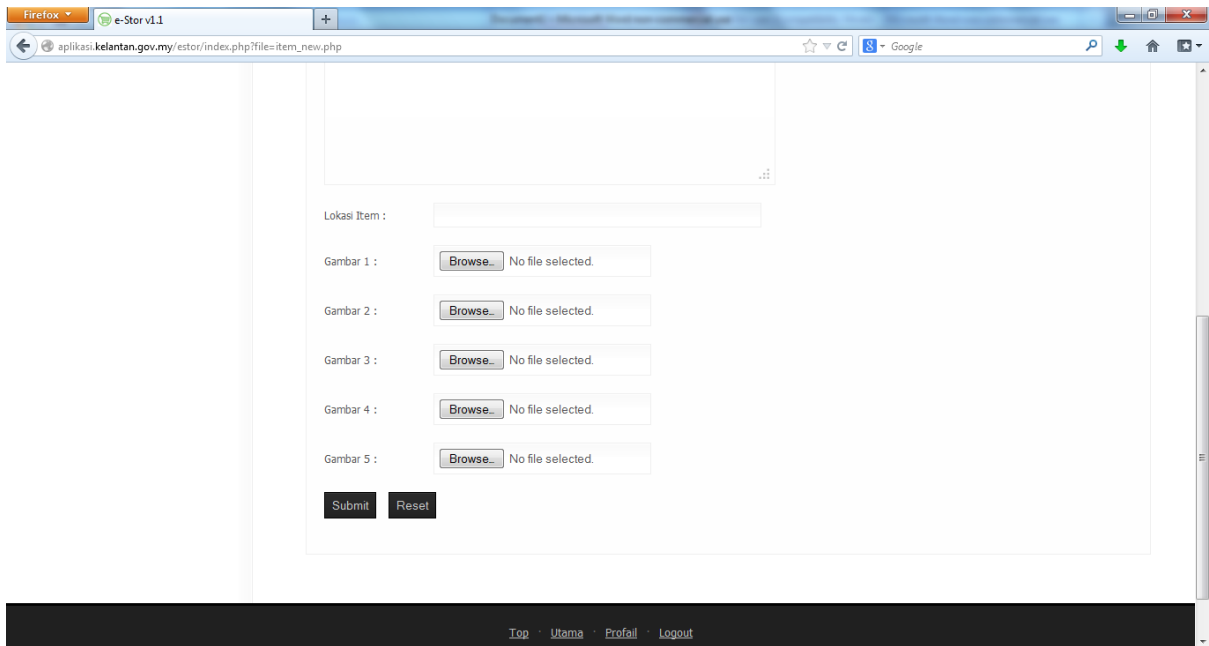 Firefox
e-Stor v1.1
aplikasi.kelantan.gov.my/estor/index.php?file=item_new.php
8 Google
Lokasi Item :
Gambar 1 : Browse... No file selected.
Gambar 2 : Browse... No file selected.
Gambar 3 : Browse... No file selected.
Gambar 4 : Browse... No file selected.
Gambar 5 : Browse... No file selected.
Submit Reset
Top · Utama · Profail · Logout